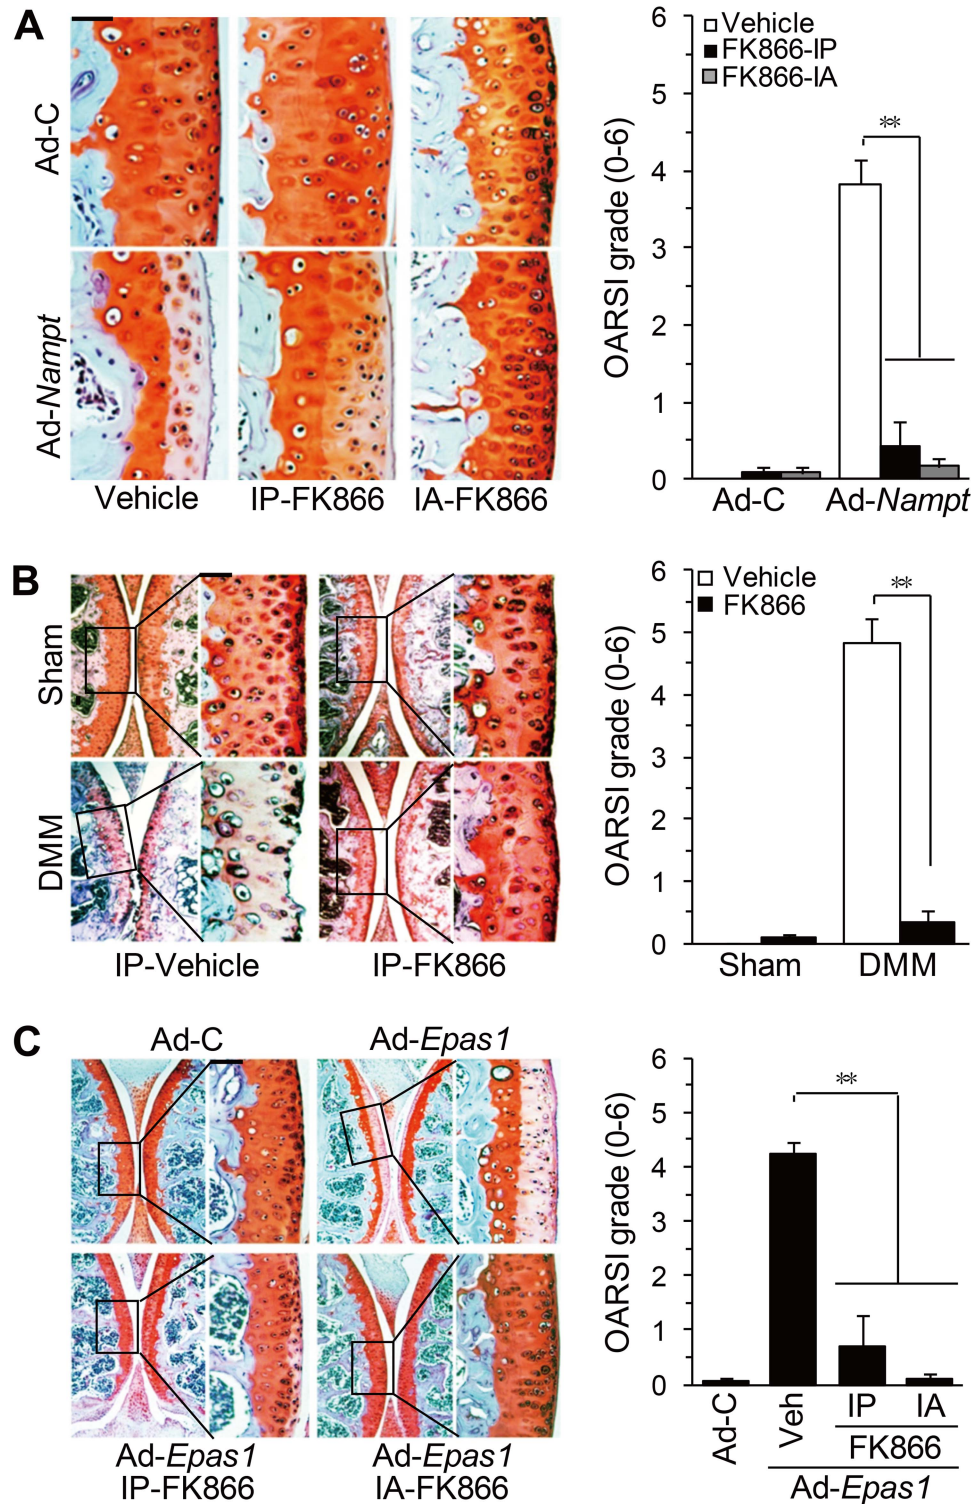 A
Ad-C
Ad-Nampt
Vehicle
IP-FK866
IA-FK866
OARSI grade (0-6)
6
5
4
3
2
1
0
Vehicle
FK866-IP
FK866-IA
**
Ad-C
Ad-Nampt
B
Sham
DMM
IP-Vehicle
IP-FK866
OARSI grade (0-6)
6
5
4
3
2
1
0
Vehicle
FK866
**
Sham
DMM
C
Ad-C
Ad-Epas1
Ad-Epas1
IP-FK866
Ad-Epas1
IA-FK866
OARSI grade (0-6)
6
5
4
3
2
1
0
**
Ad-C
Veh
IP
IA
FK866
Ad-Epas1